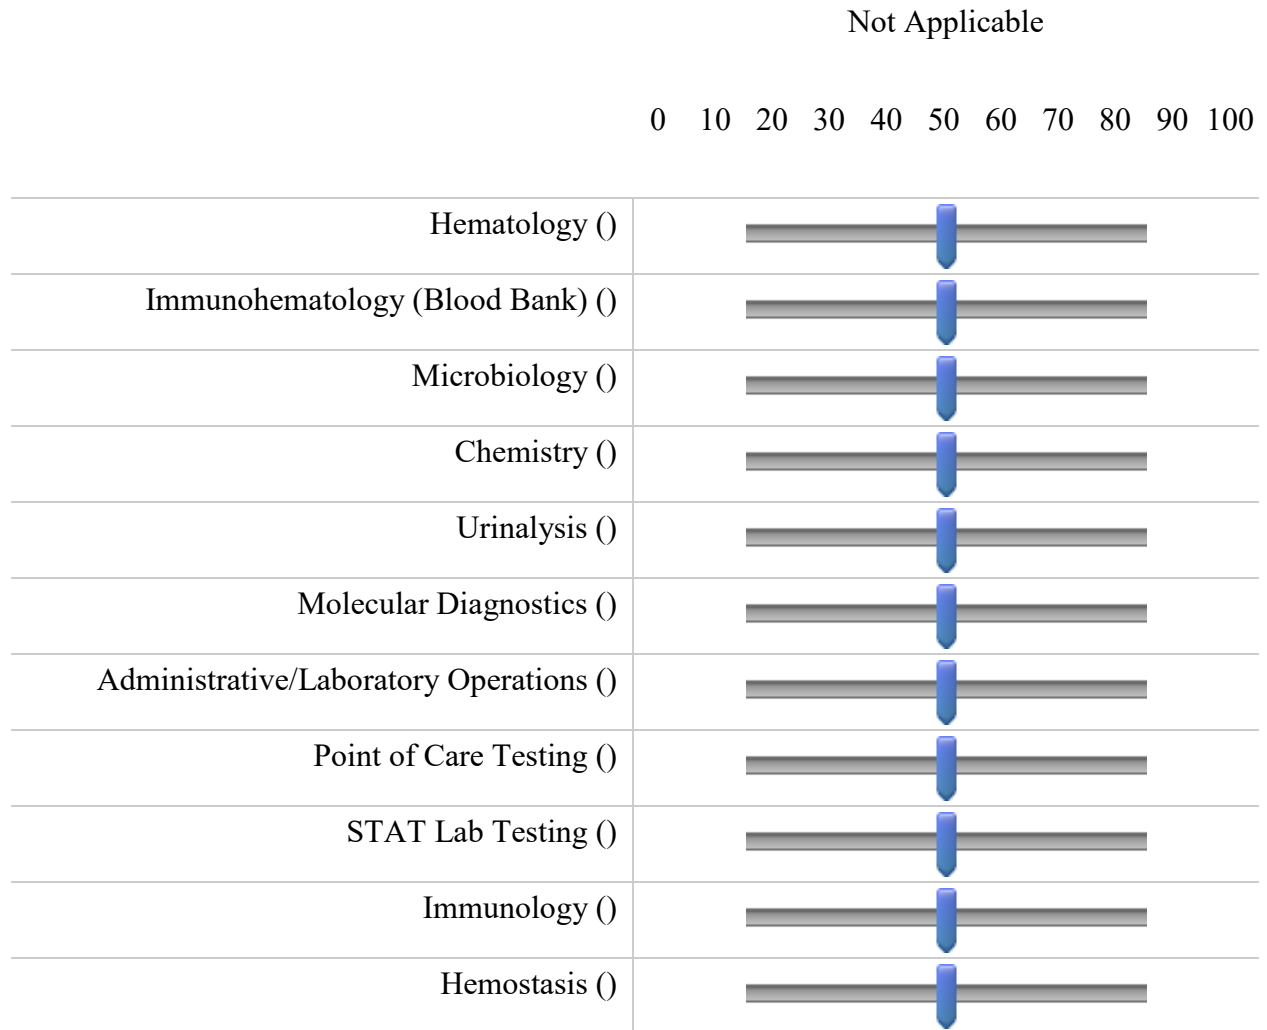 Not Applicable
0 10 20 30 40 50 60 70 80 90 100
Hematology ()
Immunohematology (Blood Bank) ()
Microbiology ()
Chemistry ()
Urinalysis ()
Molecular Diagnostics ()
Administrative/Laboratory Operations ()
Point of Care Testing ()
STAT Lab Testing ()
Immunology ()
Hemostasis ()